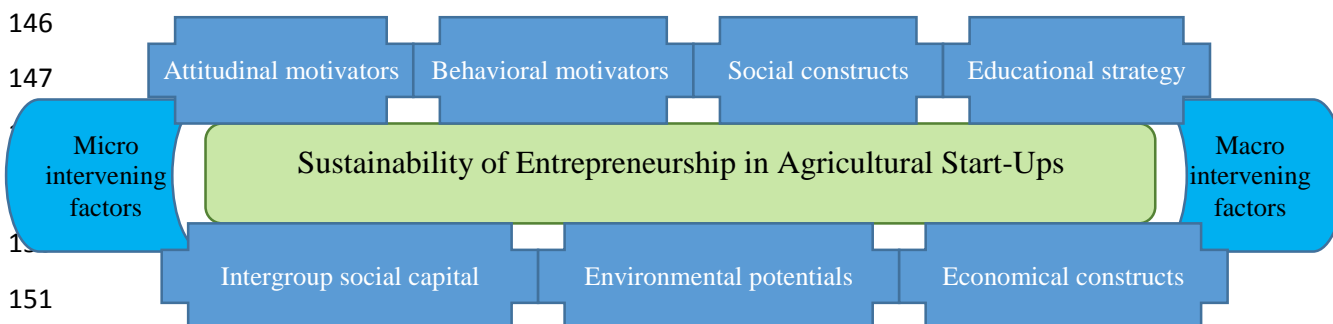 146
147
Attitudinal motivators
Behavioral motivators
Social constructs
Educational strategy
Micro
intervening
factors
Sustainability of Entrepreneurship in Agricultural Start-Ups
Macro
intervening
factors
Intergroup social capital
Environmental potentials
Economical constructs
151